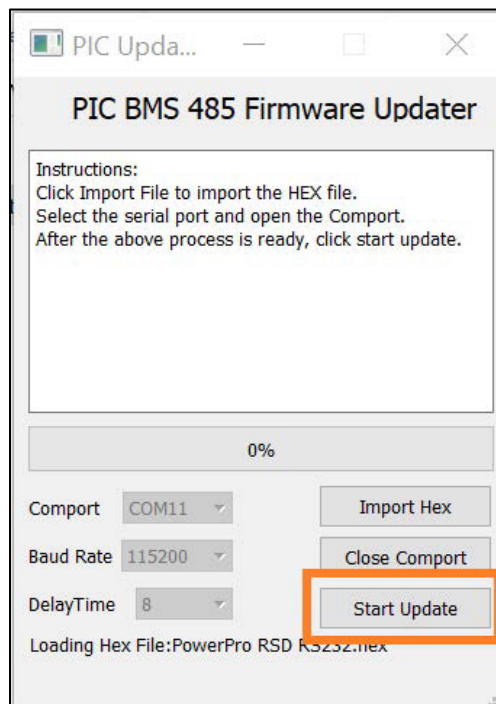 PIC Upda...
PIC BMS 485 Firmware Updater
Instructions:
Click Import File to import the HEX file.
Select the serial port and open the Comport.
After the above process is ready, click start update.
0%
Comport COM11 Import Hex
Baud Rate 115200 Close Comport
DelayTime 8 Start Update
Loading Hex File:PowerPro RSD RS232.hex